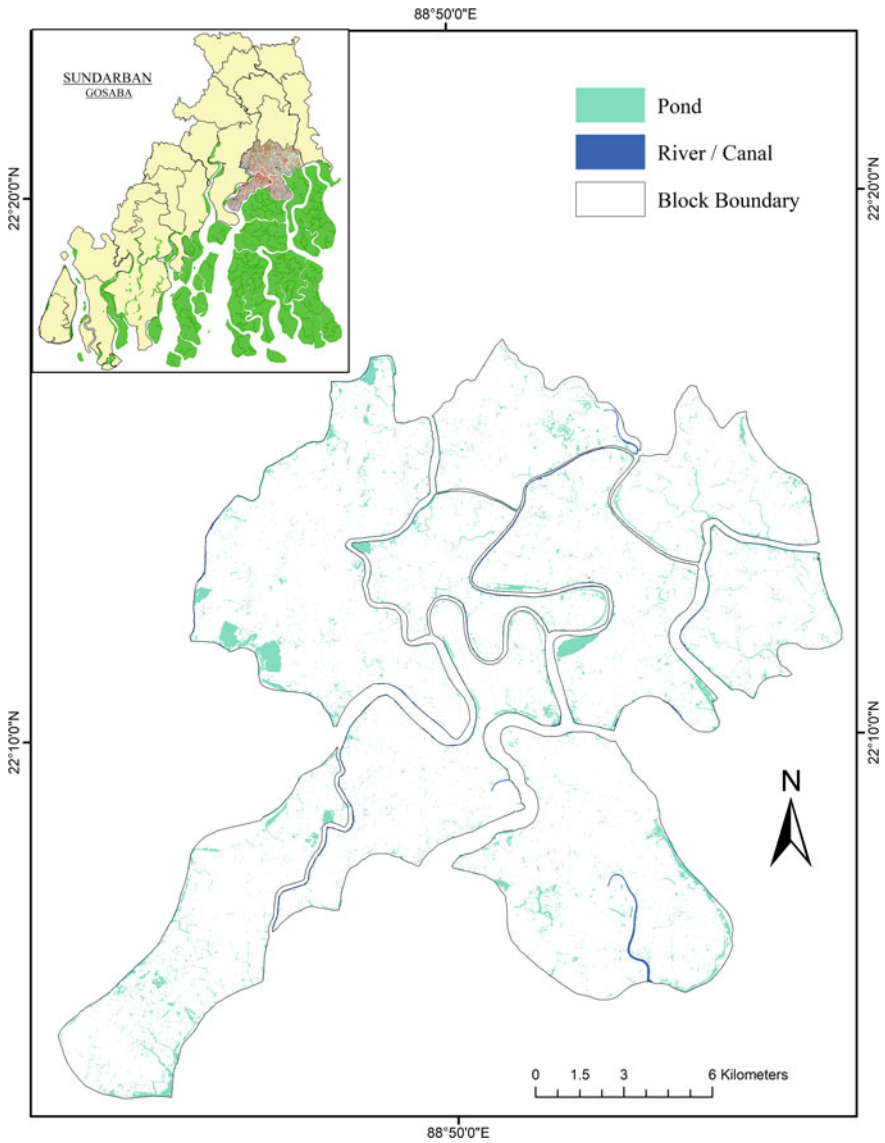 88°50'0"E
SUNDARBAN
GOSABA
Pond
River / Canal
Block Boundary
22°20'0"N
22°20'0"N
22°10'0"N
22°10'0"N
N
0 1.5 3 6 Kilometers
88°50'0"E